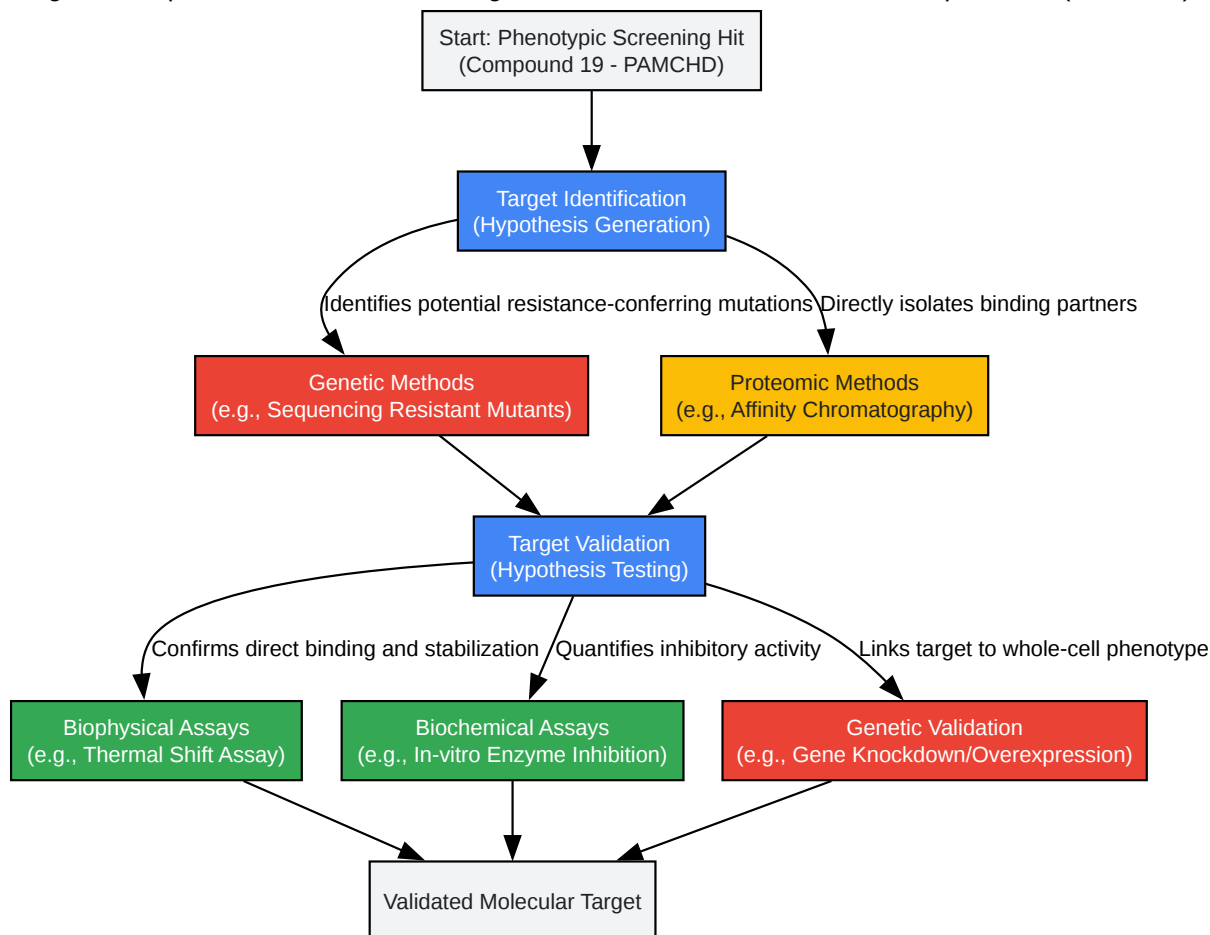 Start: Phenotypic Screening Hit
(Compound 19 - PAMCHD)
Target Identification
(Hypothesis Generation)
Identifies potential resistance-conferring mutations
Directly isolates binding partners
Genetic Methods
(e.g., Sequencing Resistant Mutants)
Proteomic Methods
(e.g., Affinity Chromatography)
Target Validation
(Hypothesis Testing)
Confirms direct binding and stabilization
Quantifies inhibitory activity
Links target to whole-cell phenotype
Biophysical Assays
(e.g., Thermal Shift Assay)
Biochemical Assays
(e.g., In-vitro Enzyme Inhibition)
Genetic Validation
(e.g., Gene Knockdown/Overexpression)
Validated Molecular Target